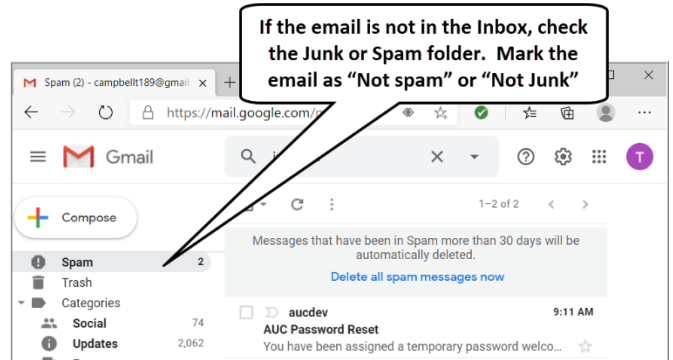 If the email is not in the Inbox, check
the Junk or Spam folder. Mark the
email as “Not spam” or “Not Junk”
Spam (2) - campbellt189@gmail
https://mail.google.com/
Gmail
T
Compose
1–2 of 2
Messages that have been in Spam more than 30 days will be
automatically deleted.
Delete all spam messages now
Spam 2
Trash
Categories
Social 74
Updates 2,062
aucdev 9:11 AM
AUC Password Reset
You have been assigned a temporary password welco...